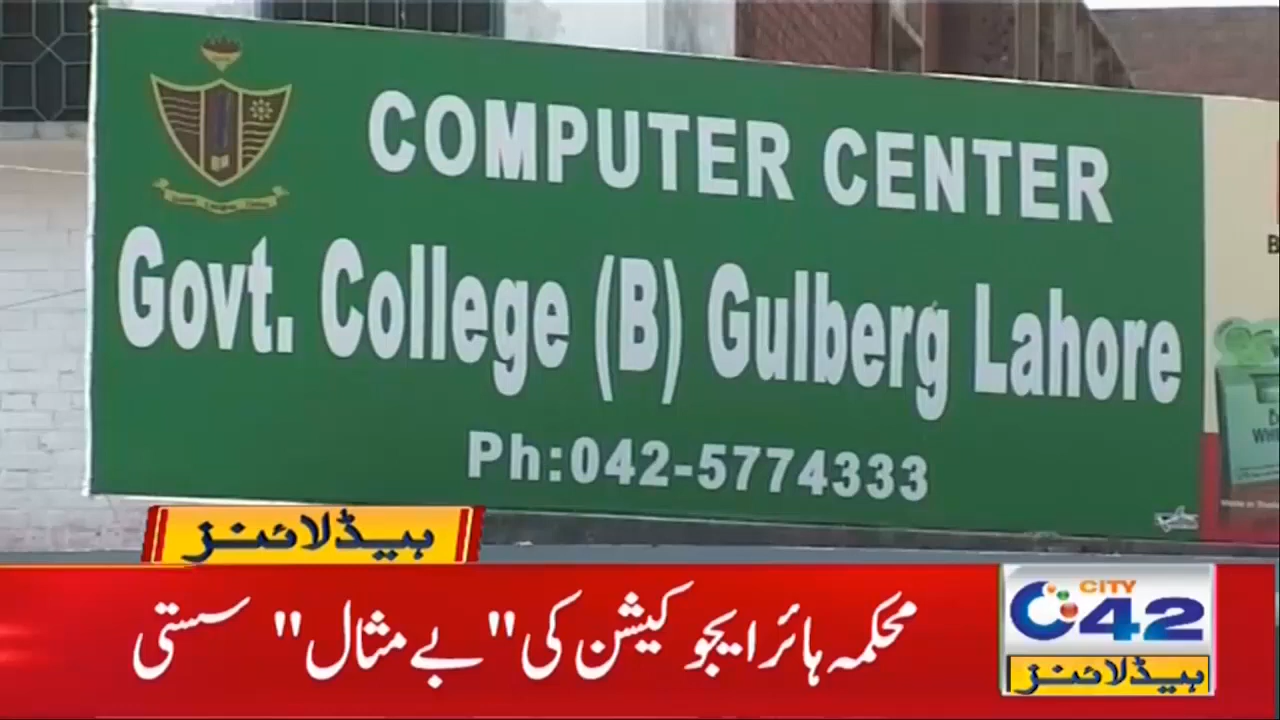 COMPUTER CENTER
Govt. College (B) Gulberg Lahore
Ph:042-5774333
ہیڈلائنز
محکمہ ہائر ایجوکیشن کی "بے مثال" سستی
CITY
42
ہیڈلائنز